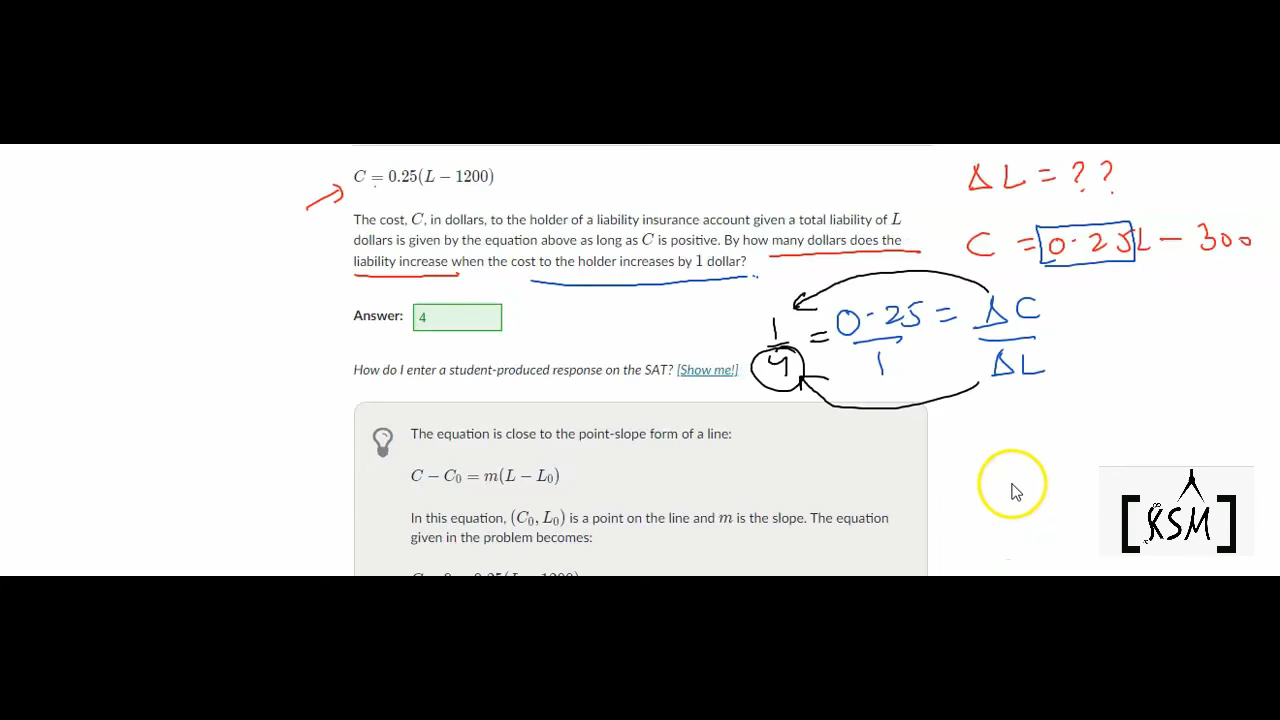 C = 0.25(L − 1200)
The cost, C, in dollars, to the holder of a liability insurance account given a total liability of L
dollars is given by the equation above as long as C is positive. By how many dollars does the
liability increase when the cost to the holder increases by 1 dollar?
Answer: 4
How do I enter a student-produced response on the SAT? [Show me!]
The equation is close to the point-slope form of a line:
C − C₀ = m(L − L₀)
In this equation, (C₀, L₀) is a point on the line and m is the slope. The equation
given in the problem becomes:
C − 0 = 0.25(L − 1200)
Δ L = ? ?
C = 0.25L − 300
1/4 = 0.25/1 = ΔC/ΔL
[KSM]